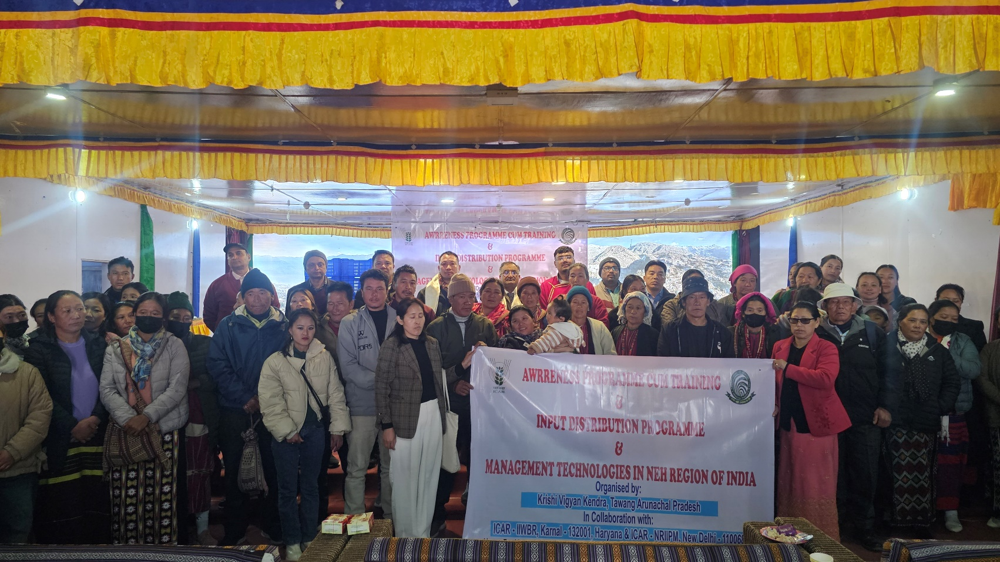 AWRRENESS PROGRAMME CUM TRAINING
&
DISTRIBUTION PROGRAMME
&
AWRRENESS PROGRAMME CUM TRAINING
&
INPUT DISTRIBUTION PROGRAMME
&
MANAGEMENT TECHNOLOGIES IN NEH REGION OF INDIA
Organised by:
Krishi Vigyan Kendra, Tawang Arunachal Pradesh
In Collaboration with:
ICAR - IIWBR, Karnal - 132001, Haryana & ICAR - NRIIPM, New Delhi - 110068